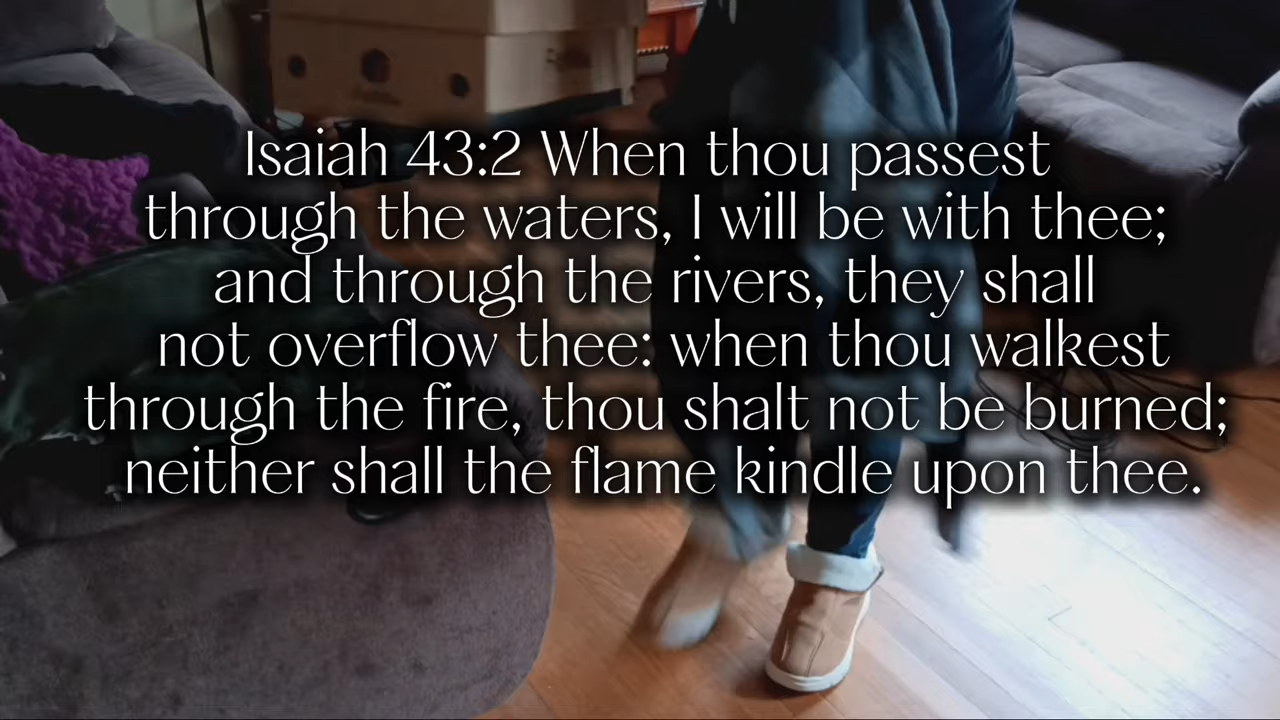 Isaiah 43:2 When thou passest
through the waters, I will be with thee;
and through the rivers, they shall
not overflow thee: when thou walkest
through the fire, thou shalt not be burned;
neither shall the flame kindle upon thee.